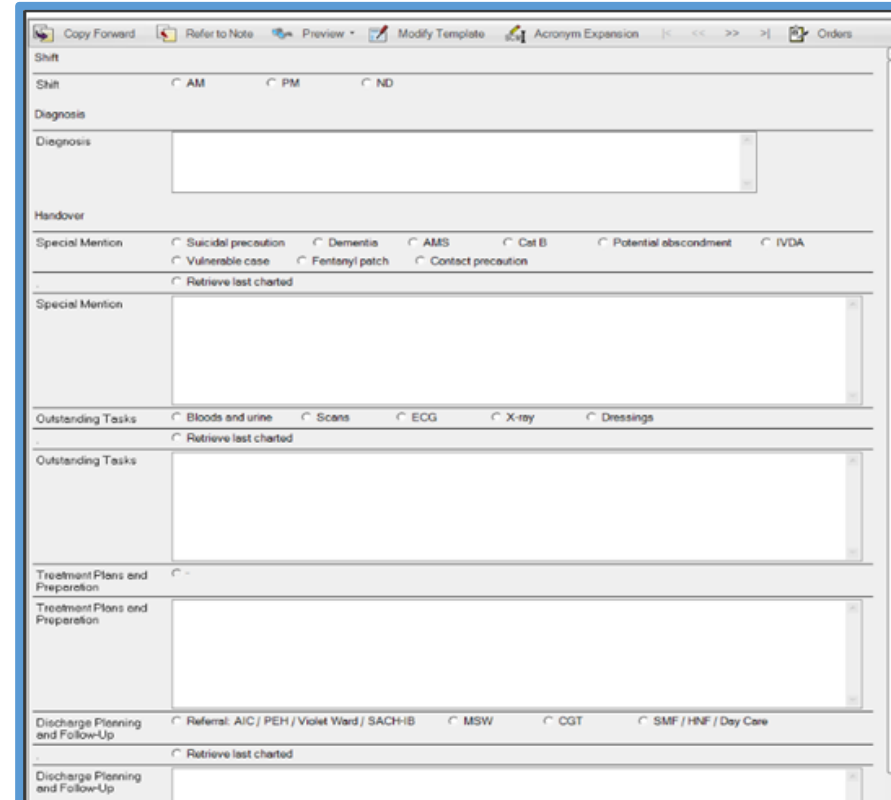 Copy Forward Refer to Note Preview Modify Template Acronym Expansion |< << >> >| Orders
Shift
Shift AM PM ND
Diagnosis
Diagnosis
Handover
Special Mention Suicidal precaution Dementia AMS Cat B Potential abscondment IVDA
Vulnerable case Fentanyl patch Contact precaution
. Retrieve last charted
Special Mention
Outstanding Tasks Bloods and urine Scans ECG X-ray Dressings
. Retrieve last charted
Outstanding Tasks
Treatment Plans and -
Preparation
Treatment Plans and
Preparation
Discharge Planning Referral: AIC / PEH / Violet Ward / SACH-IB MSW CGT SMF / HNF / Day Care
and Follow-Up
. Retrieve last charted
Discharge Planning
and Follow-Up